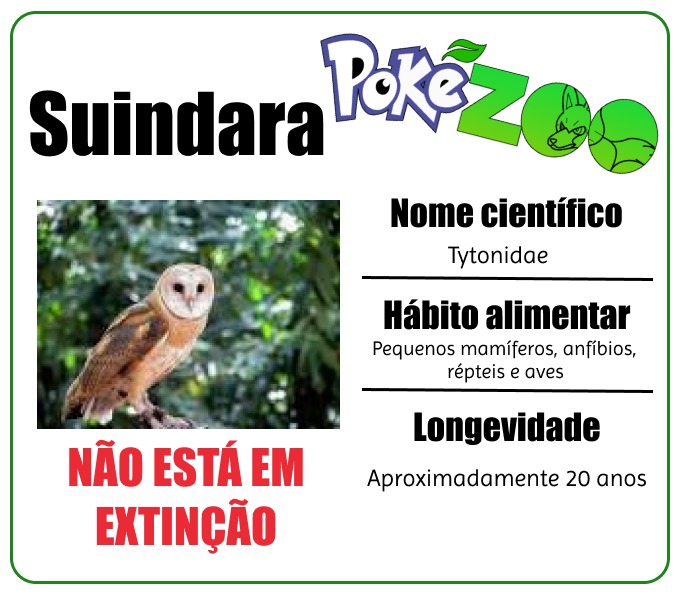 PokéZOO
Suindara
Nome científico
Tytonidae
Hábito alimentar
Pequenos mamíferos, anfíbios,
répteis e aves
Longevidade
Aproximadamente 20 anos
NÃO ESTÁ EM
EXTINÇÃO